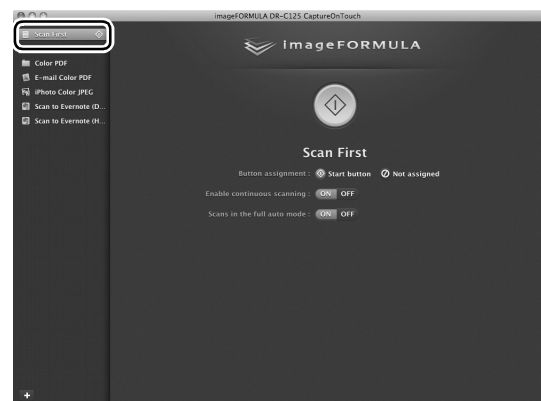 imageFORMULA DR-C125 CaptureOnTouch
Scan First
Color PDF
E-mail Color PDF
iPhoto Color JPEG
Scan to Evernote (D...
Scan to Evernote (H...
imageFORMULA
Scan First
Button assignment : Start button Not assigned
Enable continuous scanning : ON OFF
Scans in the full auto mode : ON OFF